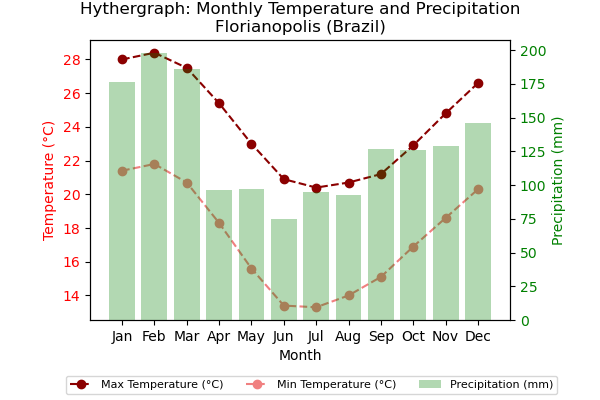 Hythergraph: Monthly Temperature and Precipitation
Florianopolis (Brazil)
Temperature (°C)
28
26
24
22
20
18
16
14
200
175
150
125
100
75
50
25
0
Precipitation (mm)
Jan Feb Mar Apr May Jun Jul Aug Sep Oct Nov Dec
Month
Max Temperature (°C) Min Temperature (°C) Precipitation (mm)